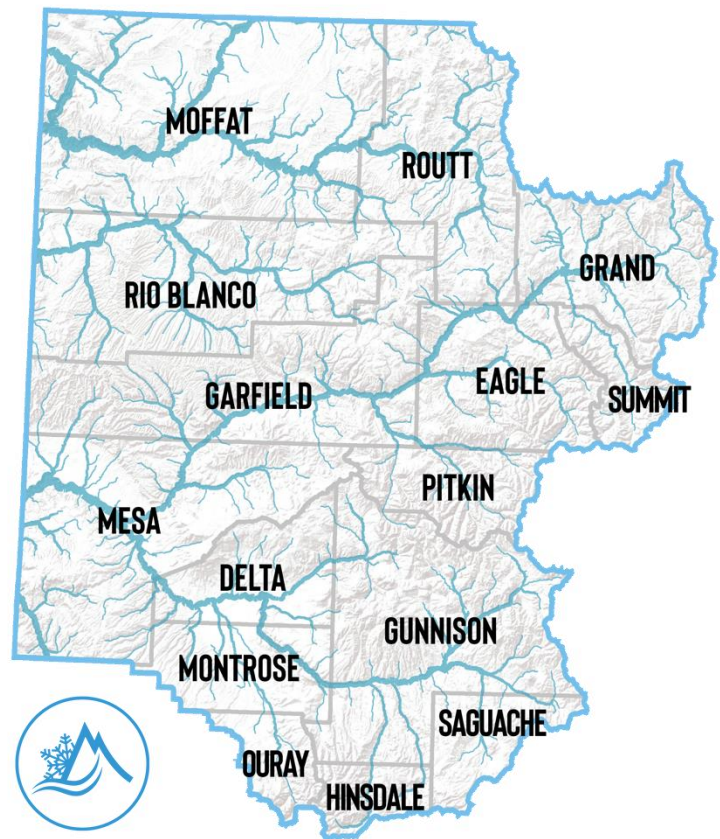 MOFFAT
ROUTT
GRAND
RIO BLANCO
GARFIELD
EAGLE
SUMMIT
PITKIN
MESA
DELTA
GUNNISON
MONTROSE
SAGUACHE
OURAY
HINSDALE